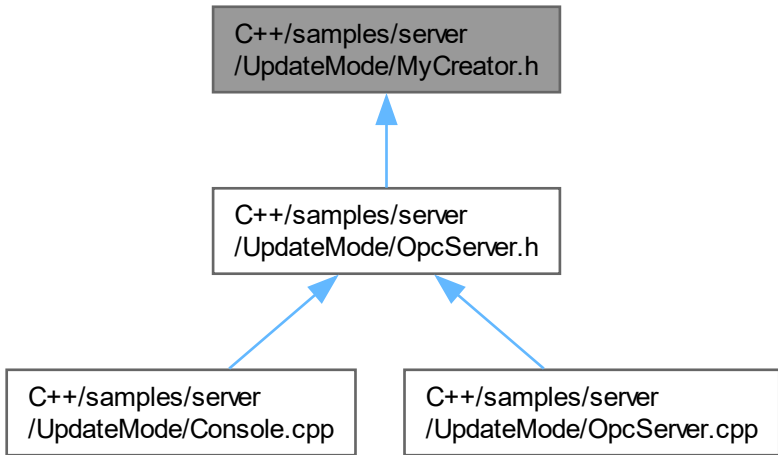 C++/samples/server
/UpdateMode/MyCreator.h
C++/samples/server
/UpdateMode/OpcServer.h
C++/samples/server
/UpdateMode/Console.cpp
C++/samples/server
/UpdateMode/OpcServer.cpp